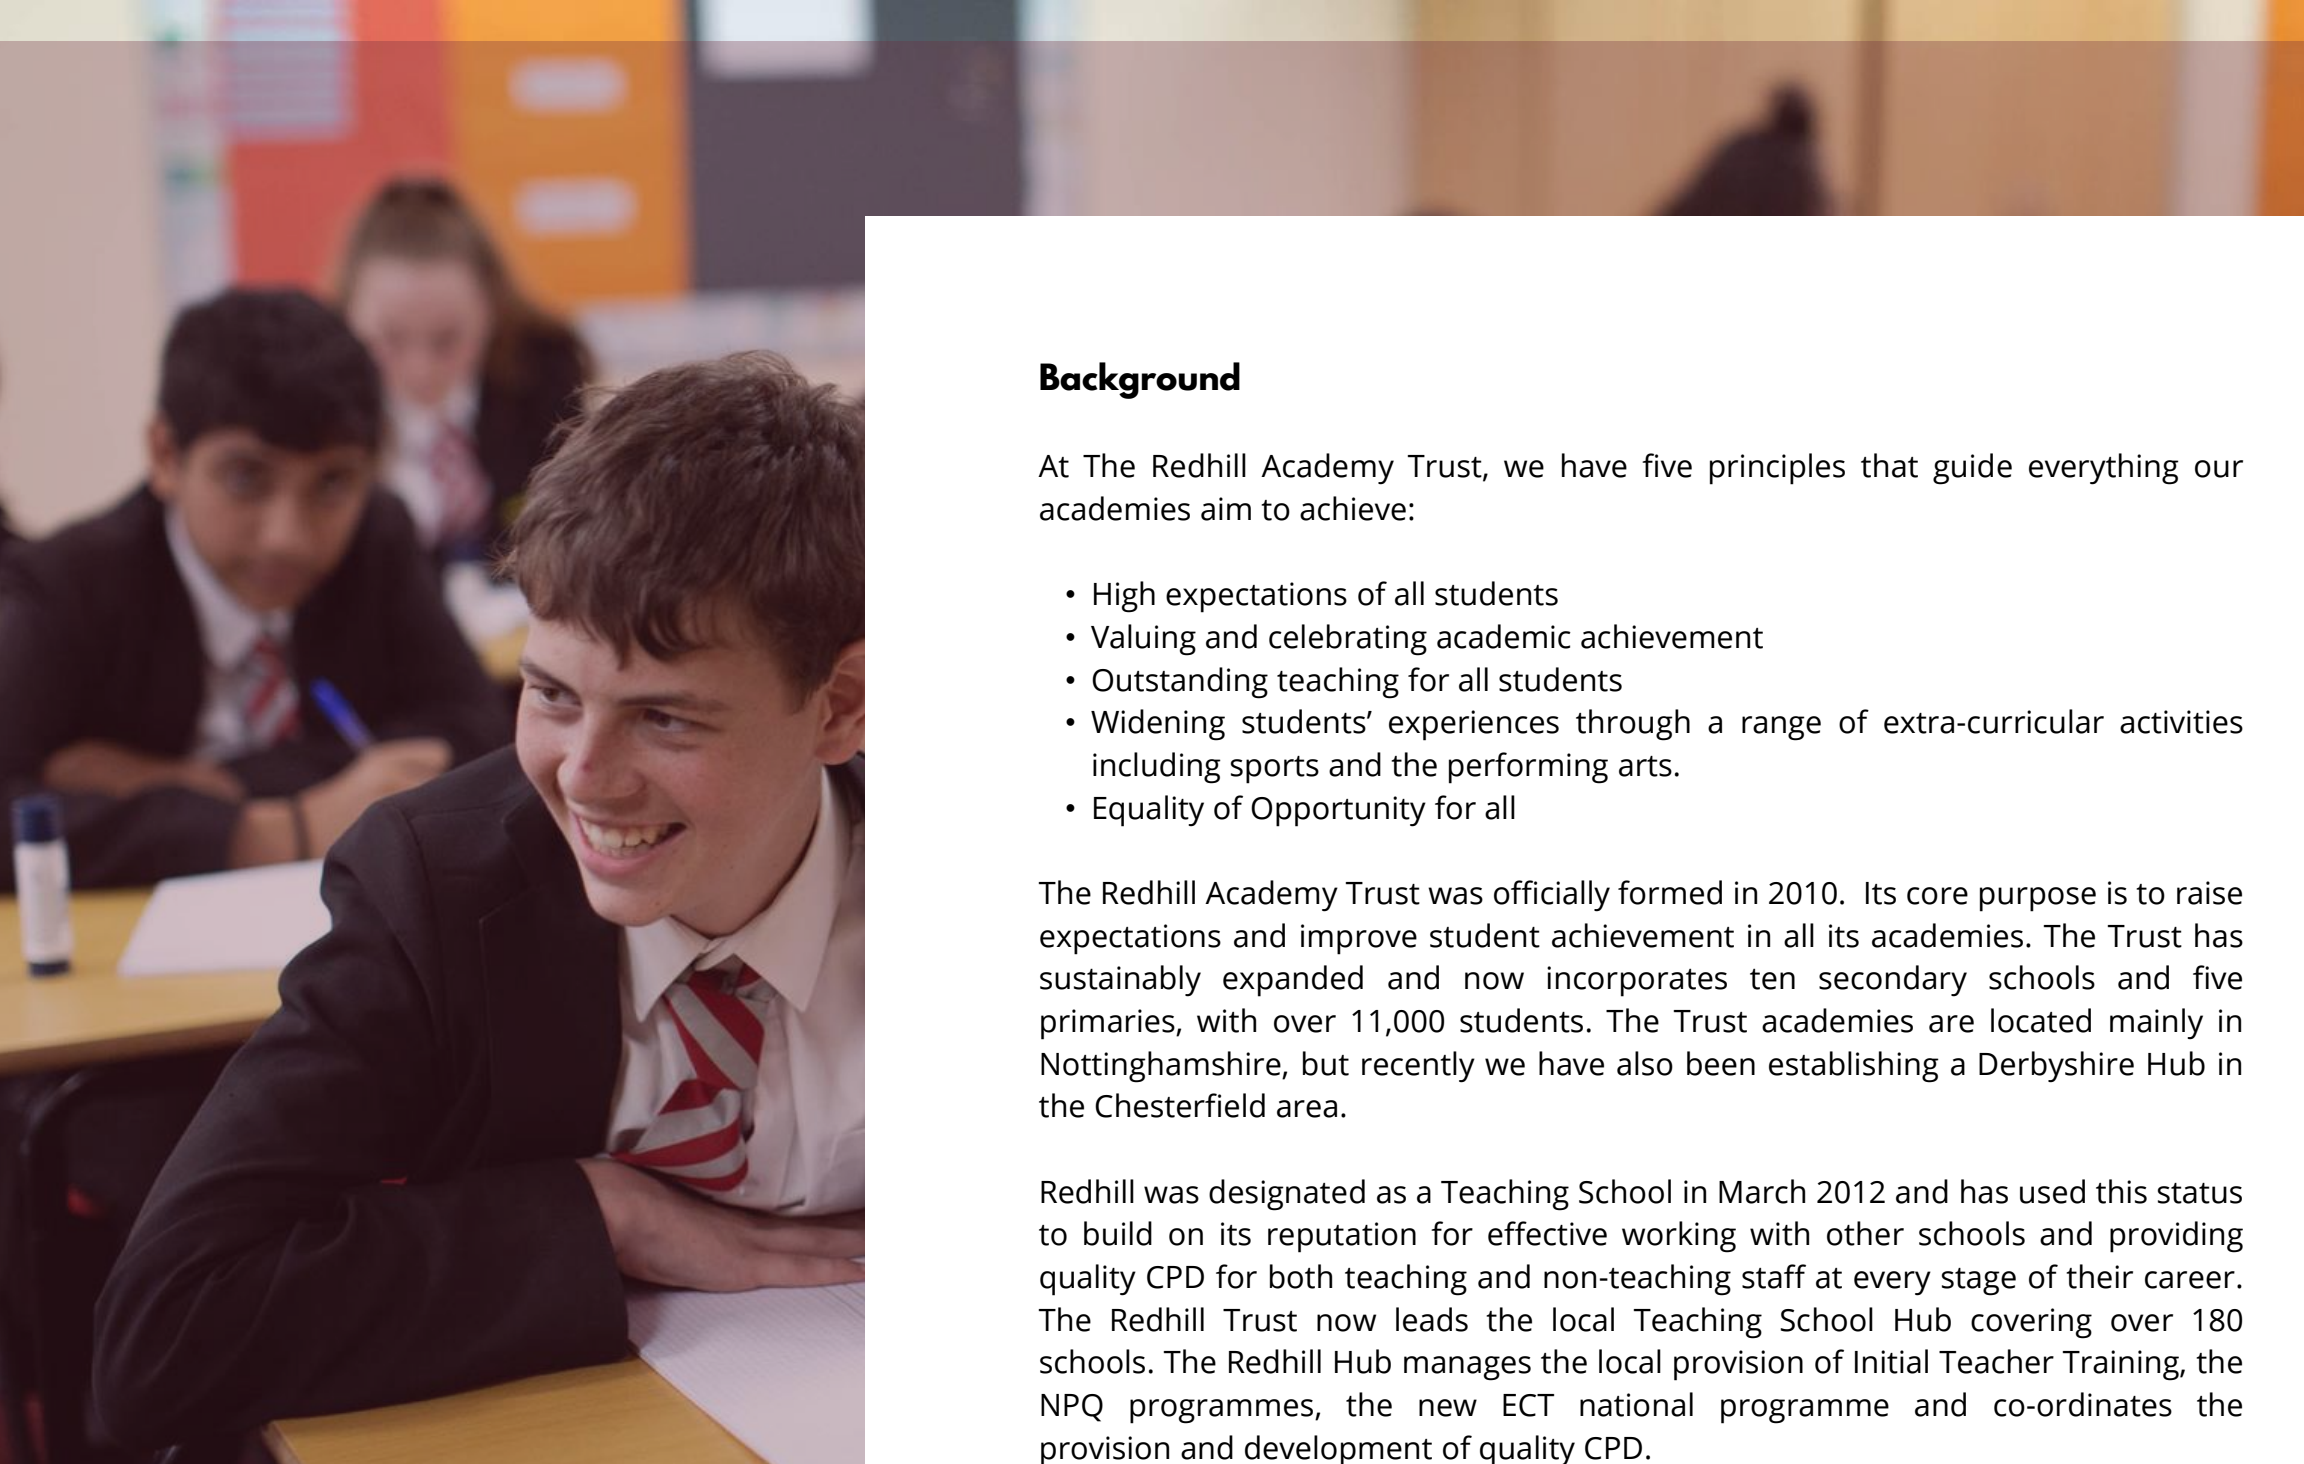 Background
At The Redhill Academy Trust, we have five principles that guide everything our
academies aim to achieve:
• High expectations of all students
• Valuing and celebrating academic achievement
• Outstanding teaching for all students
• Widening students’ experiences through a range of extra-curricular activities
including sports and the performing arts.
• Equality of Opportunity for all
The Redhill Academy Trust was officially formed in 2010.  Its core purpose is to raise
expectations and improve student achievement in all its academies. The Trust has
sustainably expanded and now incorporates ten secondary schools and five
primaries, with over 11,000 students. The Trust academies are located mainly in
Nottinghamshire, but recently we have also been establishing a Derbyshire Hub in
the Chesterfield area.
Redhill was designated as a Teaching School in March 2012 and has used this status
to build on its reputation for effective working with other schools and providing
quality CPD for both teaching and non-teaching staff at every stage of their career.
The Redhill Trust now leads the local Teaching School Hub covering over 180
schools. The Redhill Hub manages the local provision of Initial Teacher Training, the
NPQ programmes, the new ECT national programme and co-ordinates the
provision and development of quality CPD.